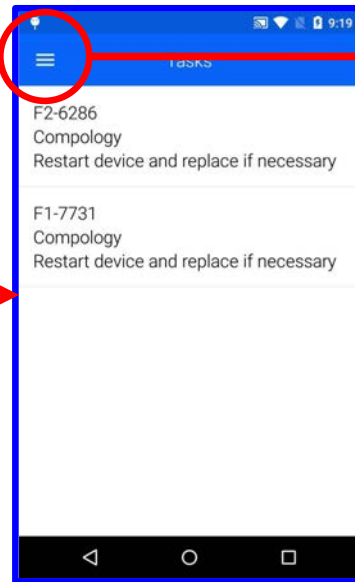 9:19
Tasks
F2-6286
Compology
Restart device and replace if necessary
F1-7731
Compology
Restart device and replace if necessary